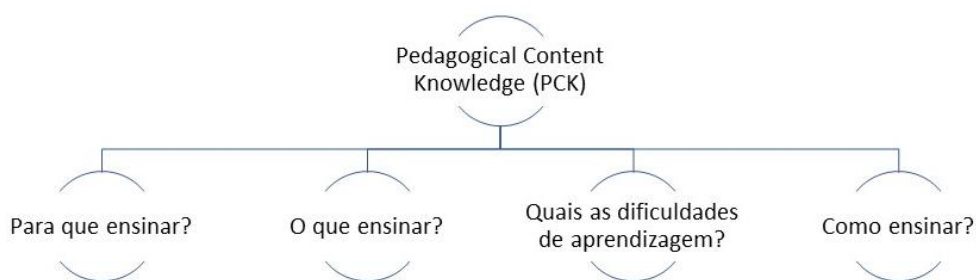 Pedagogical Content
Knowledge (PCK)
Para que ensinar?
O que ensinar?
Quais as dificuldades
de aprendizagem?
Como ensinar?